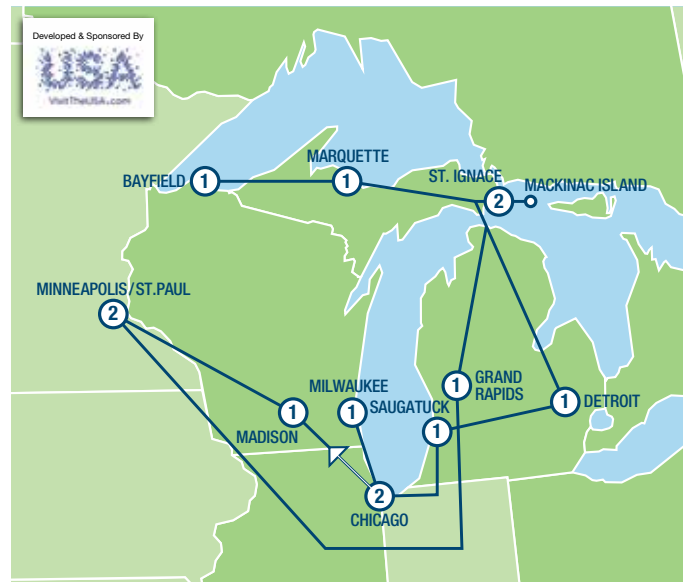 Developed & Sponsored By
USA
VisitTheUSA.com
MARQUETTE
BAYFIELD
1
1
ST. IGNACE
2
MACKINAC ISLAND
MINNEAPOLIS/ST.PAUL
2
MILWAUKEE
1
SAUGATUCK
1
1
GRAND
RAPIDS
1
DETROIT
1
MADISON
2
CHICAGO